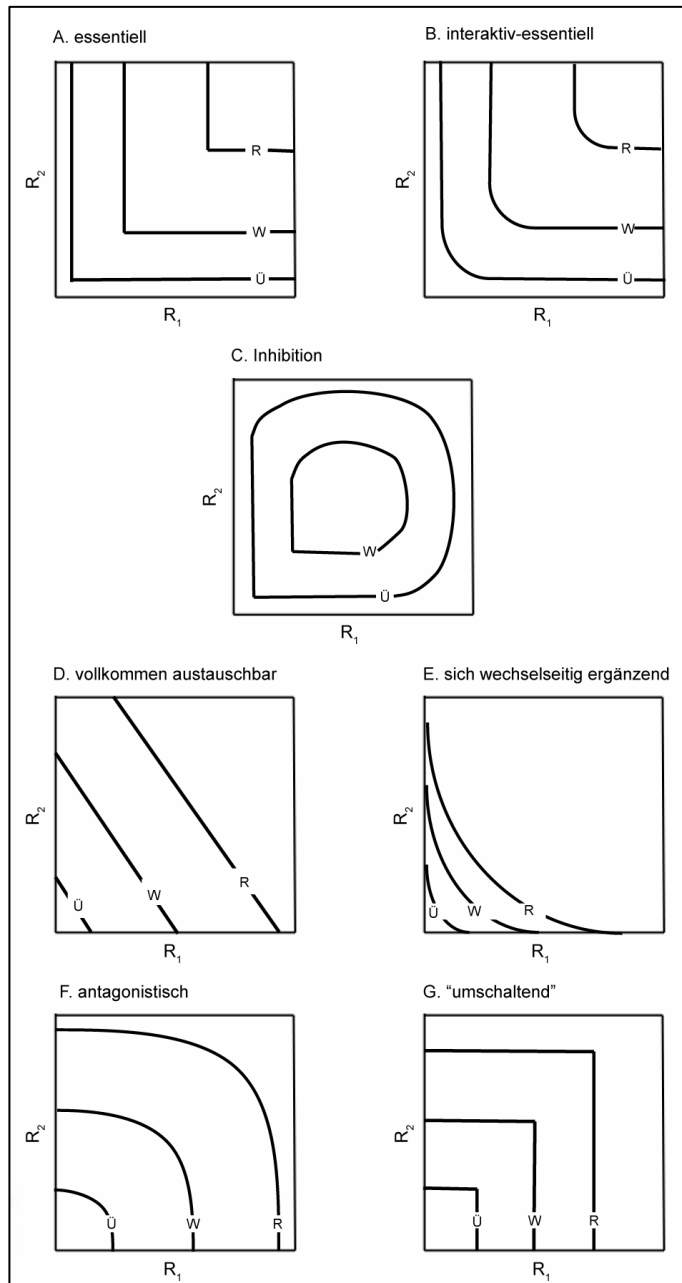 A. essentiell
R
W
Ü
R₂
R₁
B. interaktiv-essentiell
R
W
Ü
R₂
R₁
C. Inhibition
W
Ü
R₂
R₁
D. vollkommen austauschbar
Ü
W
R
R₂
R₁
E. sich wechselseitig ergänzend
Ü
W
R
R₂
R₁
F. antagonistisch
Ü
W
R
R₂
R₁
G. “umschaltend”
Ü
W
R
R₂
R₁